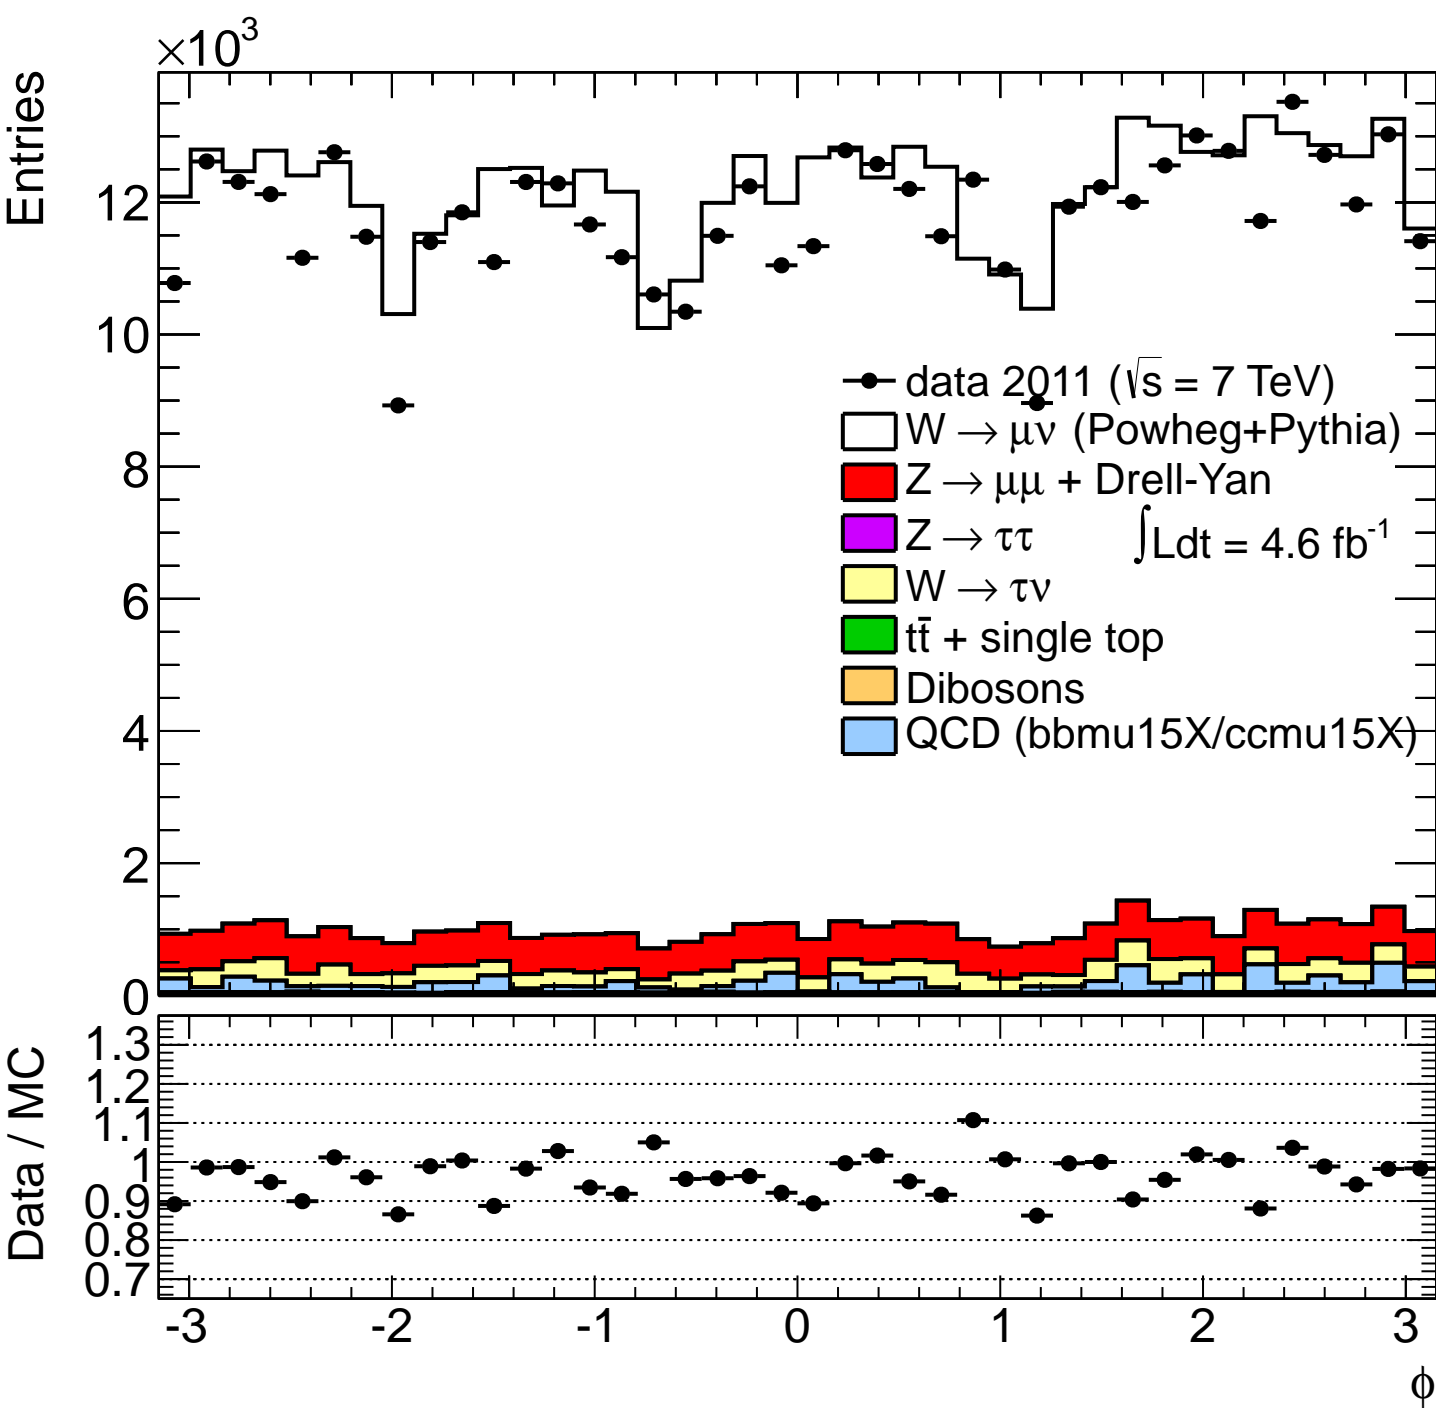 ×10³
Entries
12
10
8
6
4
2
0
data 2011 (√s = 7 TeV)
W → μν (Powheg+Pythia)
Z → μμ + Drell-Yan
Z → ττ
∫Ldt = 4.6 fb⁻¹
W → τν
tt̄ + single top
Dibosons
QCD (bbmu15X/ccmu15X)
Data / MC
1.3
1.2
1.1
1
0.9
0.8
0.7
-3 -2 -1 0 1 2 3
ϕ